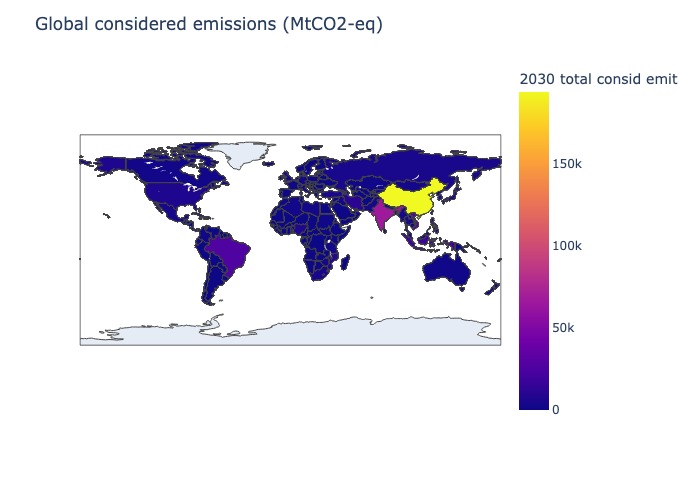 Global considered emissions (MtCO2-eq)
2030 total consid emit
150k
100k
50k
0